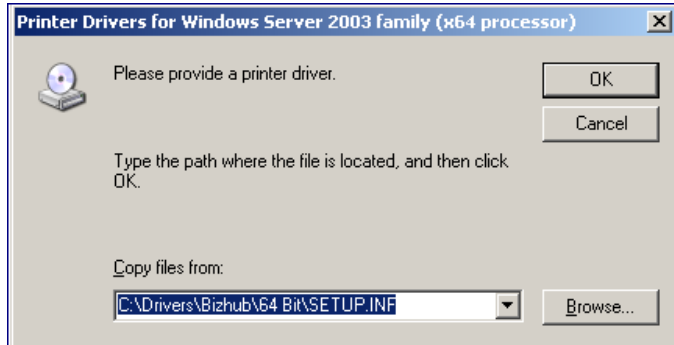 Printer Drivers for Windows Server 2003 family (x64 processor)
Please provide a printer driver.
OK
Cancel
Type the path where the file is located, and then click
OK.
Copy files from:
C:\Drivers\Bizhub\64 Bit\SETUP.INF
Browse...